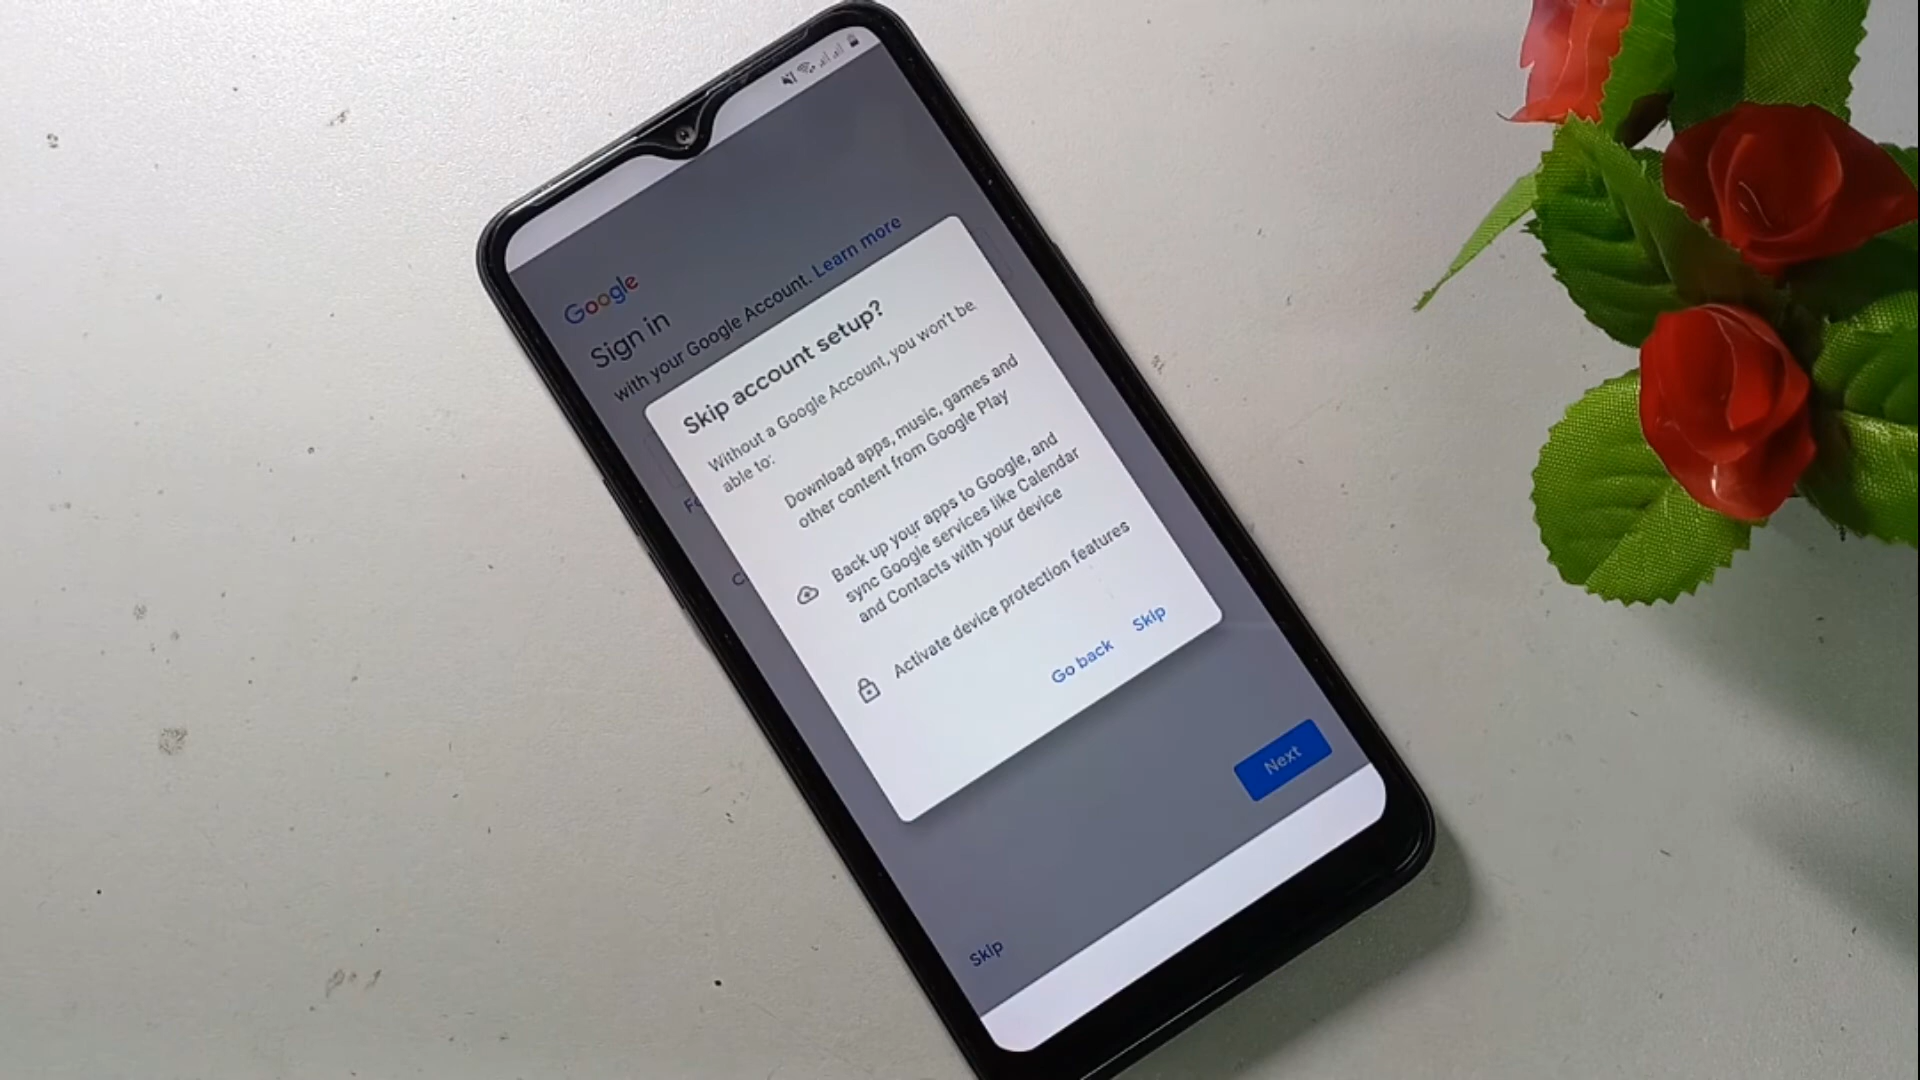 Google
Sign in
with your Google Account. Learn more
Skip account setup?
Without a Google Account, you won't be
able to:
Download apps, music, games and
other content from Google Play
Back up your apps to Google, and
sync Google services like Calendar
and Contacts with your device
Activate device protection features
Go back Skip
Next
Skip